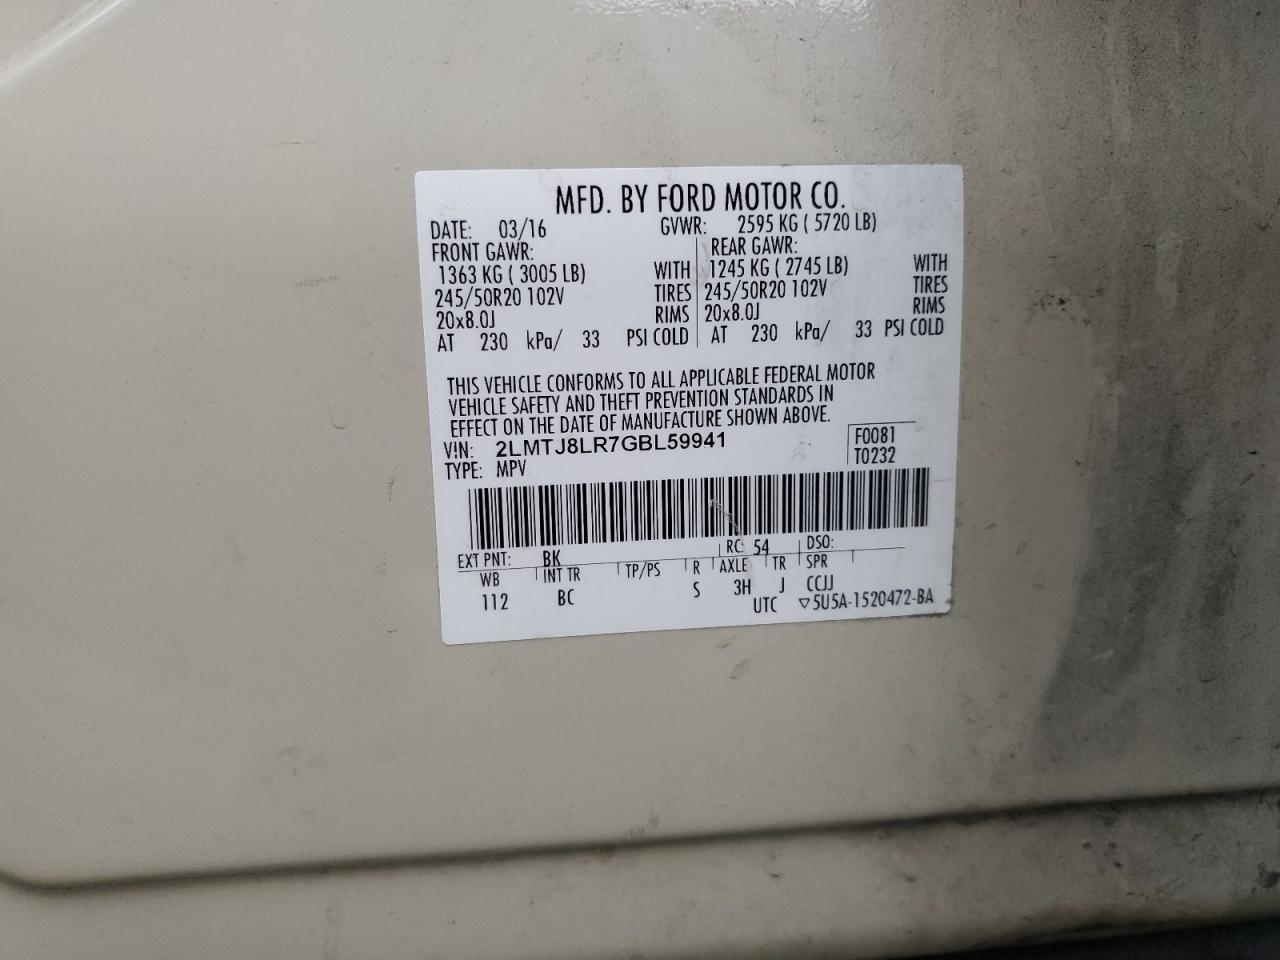 MFD. BY FORD MOTOR CO.
DATE: 03/16 GVWR: 2595 KG ( 5720 LB)
FRONT GAWR: REAR GAWR:
1363 KG ( 3005 LB) WITH 1245 KG ( 2745 LB) WITH
245/50R20 102V TIRES 245/50R20 102V TIRES
20x8.0J RIMS 20x8.0J RIMS
AT 230 kPa/ 33 PSI COLD AT 230 kPa/ 33 PSI COLD
THIS VEHICLE CONFORMS TO ALL APPLICABLE FEDERAL MOTOR
VEHICLE SAFETY AND THEFT PREVENTION STANDARDS IN
EFFECT ON THE DATE OF MANUFACTURE SHOWN ABOVE.
VIN: 2LMTJ8LR7GBL59941 F0081
TYPE: MPV T0232
EXT PNT: BK RC: 54 DSO:
WB INT TR TP/PS R AXLE TR SPR
112 BC S 3H J CCJJ
UTC ▽5U5A-1520472-BA